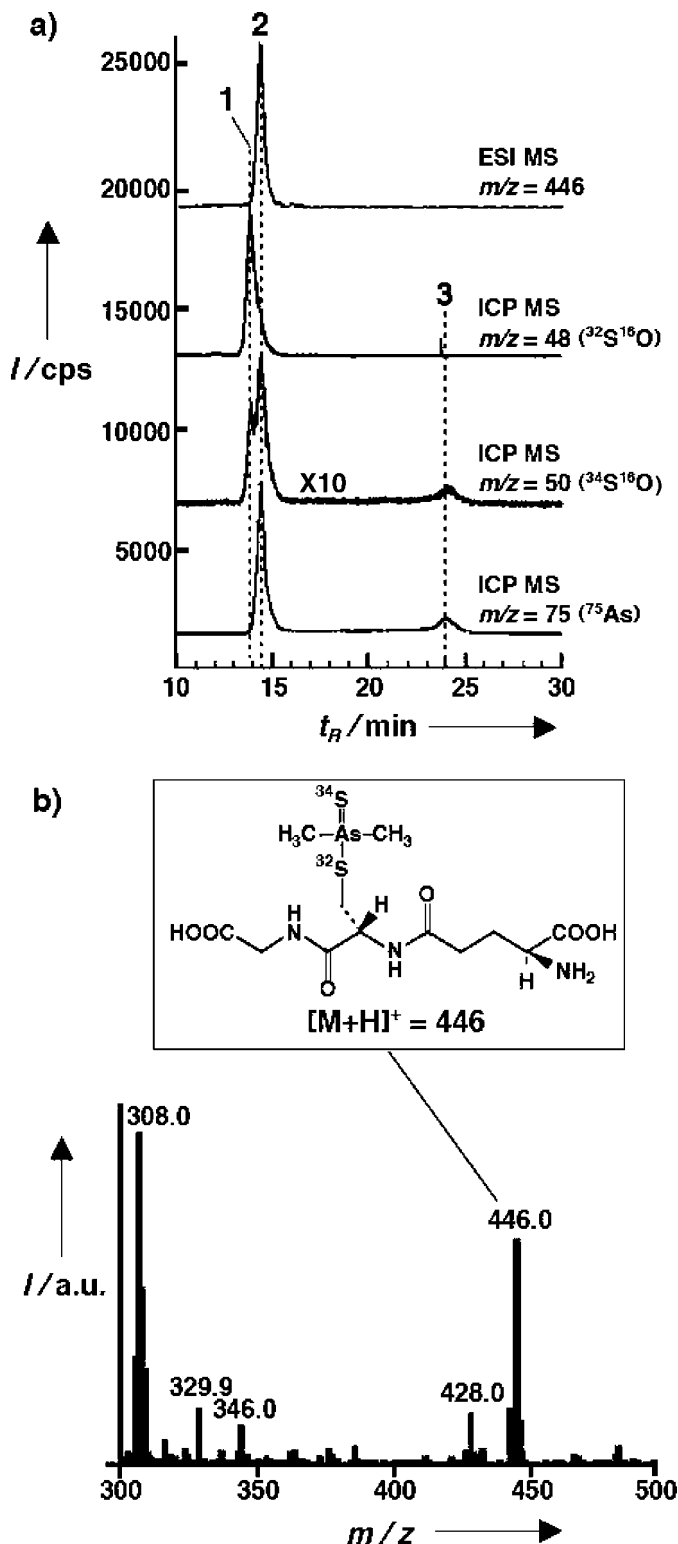 a)
2
1
3
25000
20000
15000
10000
5000
I/cps
ESI MS
m/z = 446
ICP MS
m/z = 48 (³²S¹⁶O)
ICP MS
m/z = 50 (³⁴S¹⁶O)
X10
ICP MS
m/z = 75 (⁷⁵As)
10 15 20 25 30
t_R/min
b)
³⁴S
H₃C–As–CH₃
³²S
HOOC
H
N
O
H
N
H
O
COOH
H
NH₂
[M+H]⁺ = 446
308.0
446.0
I/a.u.
329.9
346.0
428.0
300 350 400 450 500
m/z